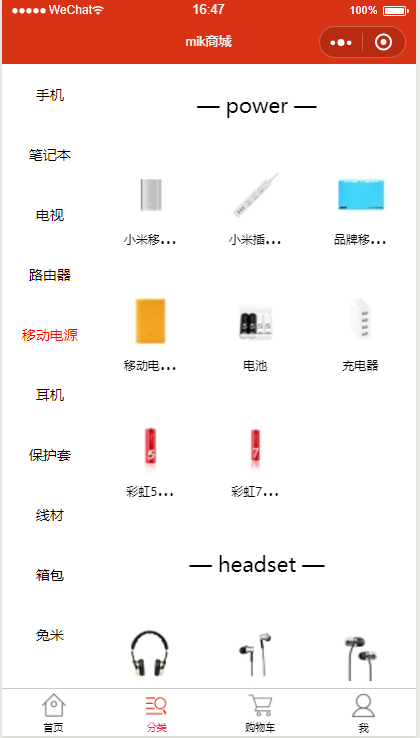 ●●●●● WeChat 16:47 100%
mik商城
手机
笔记本
电视
路由器
移动电源
耳机
保护套
线材
箱包
兔米
— power —
小米移... 小米插... 品牌移...
移动电... 电池 充电器
5 7
彩虹5... 彩虹7...
— headset —
首页 分类 购物车 我